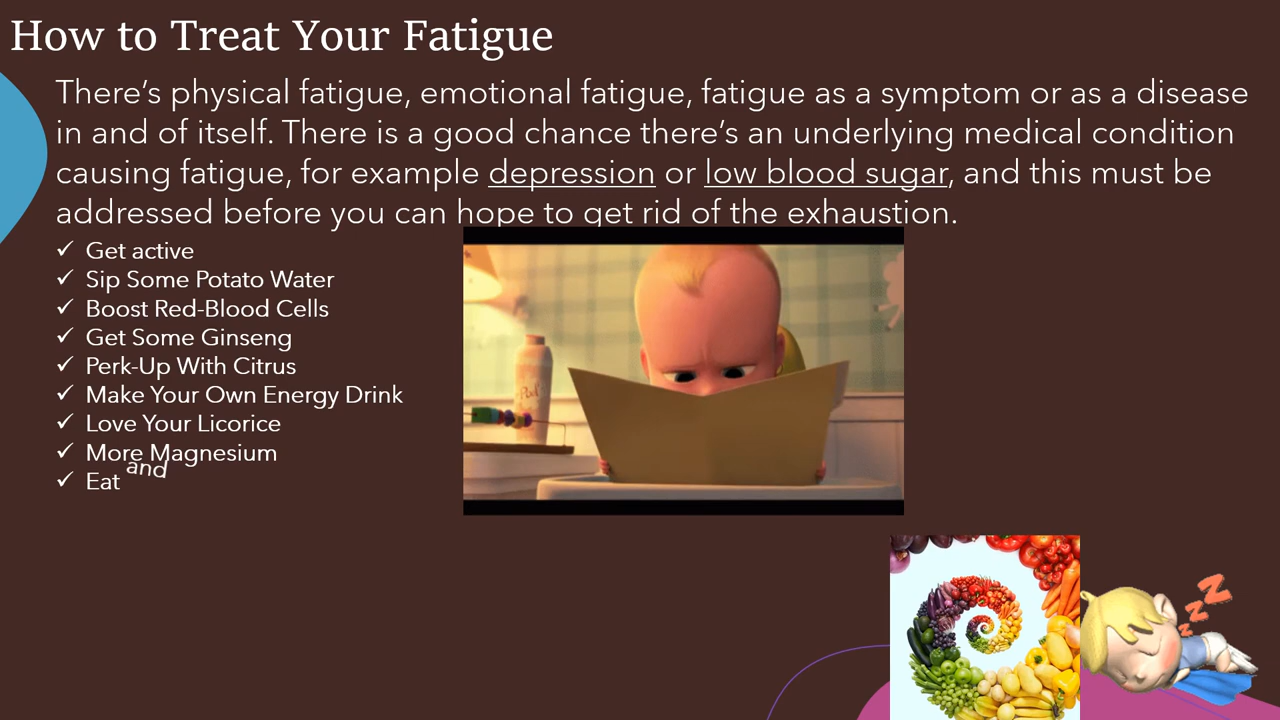 How to Treat Your Fatigue
There’s physical fatigue, emotional fatigue, fatigue as a symptom or as a disease
in and of itself. There is a good chance there’s an underlying medical condition
causing fatigue, for example depression or low blood sugar, and this must be
addressed before you can hope to get rid of the exhaustion.
✓ Get active
✓ Sip Some Potato Water
✓ Boost Red-Blood Cells
✓ Get Some Ginseng
✓ Perk-Up With Citrus
✓ Make Your Own Energy Drink
✓ Love Your Licorice
✓ More Magnesium
✓ Eat and
z z Z